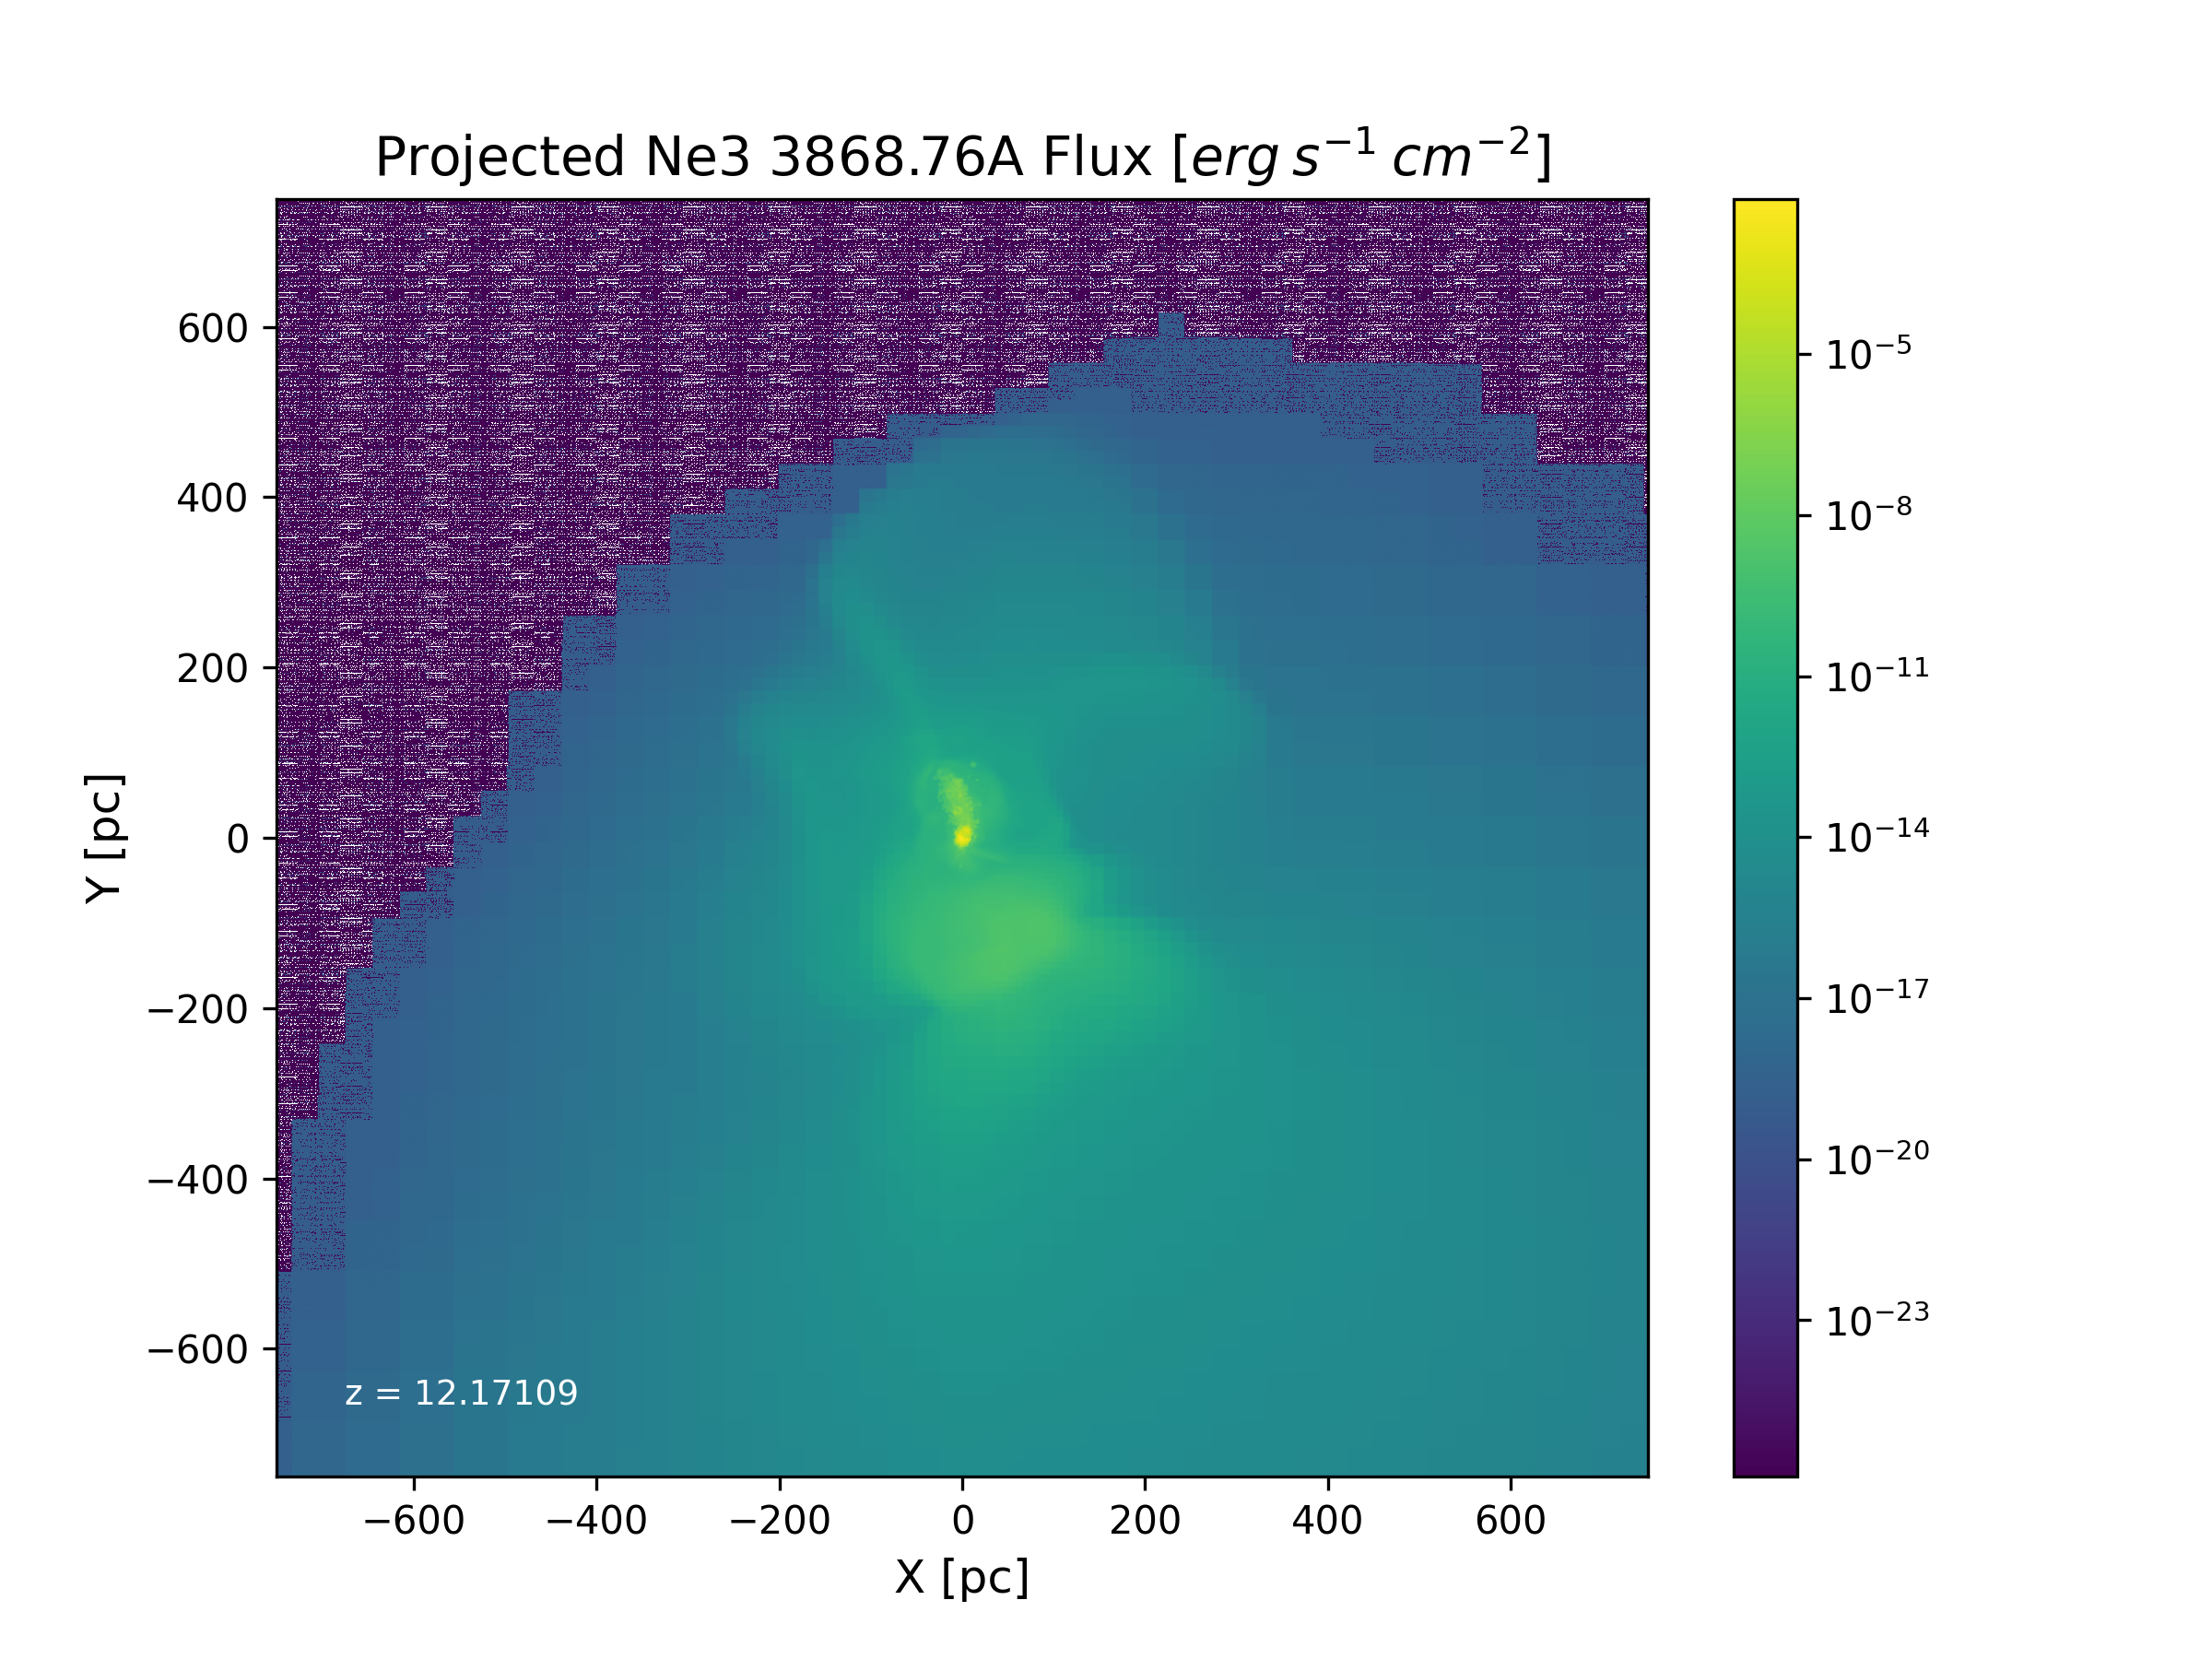 Projected Ne3 3868.76A Flux [erg s⁻¹ cm⁻²]
Y [pc]
600
400
200
0
−200
−400
−600
z = 12.17109
−600 −400 −200 0 200 400 600
X [pc]
10⁻⁵
10⁻⁸
10⁻¹¹
10⁻¹⁴
10⁻¹⁷
10⁻²⁰
10⁻²³